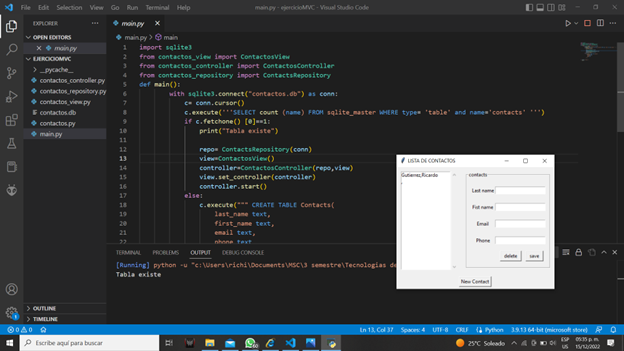 File Edit Selection View Go Run Terminal Help main.py - ejercicioMVC - Visual Studio Code
EXPLORER
OPEN EDITORS
main.py
EJERCICIOMVC
__pycache__
contactos_controller.py
contactos_repository.py
contactos_view.py
contactos.db
contactos.py
main.py
OUTLINE
TIMELINE
main.py
main.py > main
1 import sqlite3
2 from contactos_view import ContactosView
3 from contactos_controller import ContactosController
4 from contactos_repository import ContactsRepository
5 def main():
6 with sqlite3.connect("contactos.db") as conn:
7 c= conn.cursor()
8 c.execute('''SELECT count (name) FROM sqlite_master WHERE type= 'table' and name='contacts' ''')
9 if c.fetchone() [0]==1:
10 print("Tabla existe")
11
12 repo= ContactsRepository(conn)
13 view=ContactosView()
14 controller=ContactosController(repo,view)
15 view.set_controller(controller)
16 controller.start()
17 else:
18 c.execute(""" CREATE TABLE Contacts(
19 last_name text,
20 first_name text,
21 email text,
22 phone text
TERMINAL PROBLEMS OUTPUT DEBUG CONSOLE
[Running] python -u "c:\Users\richi\Documents\MSC\3 semestre\Tecnologias de
Tabla existe
LISTA DE CONTACTOS
Gutierrez,Ricardo
,
contacts
Last name
Fist name
Email
Phone
delete save
New Contact
0 0 Ln 13, Col 37 Spaces: 4 UTF-8 CRLF Python 3.9.13 64-bit (microsoft store)
Escribe aquí para buscar
25°C Soleado
ESP
US
05:35 p. m.
15/12/2022